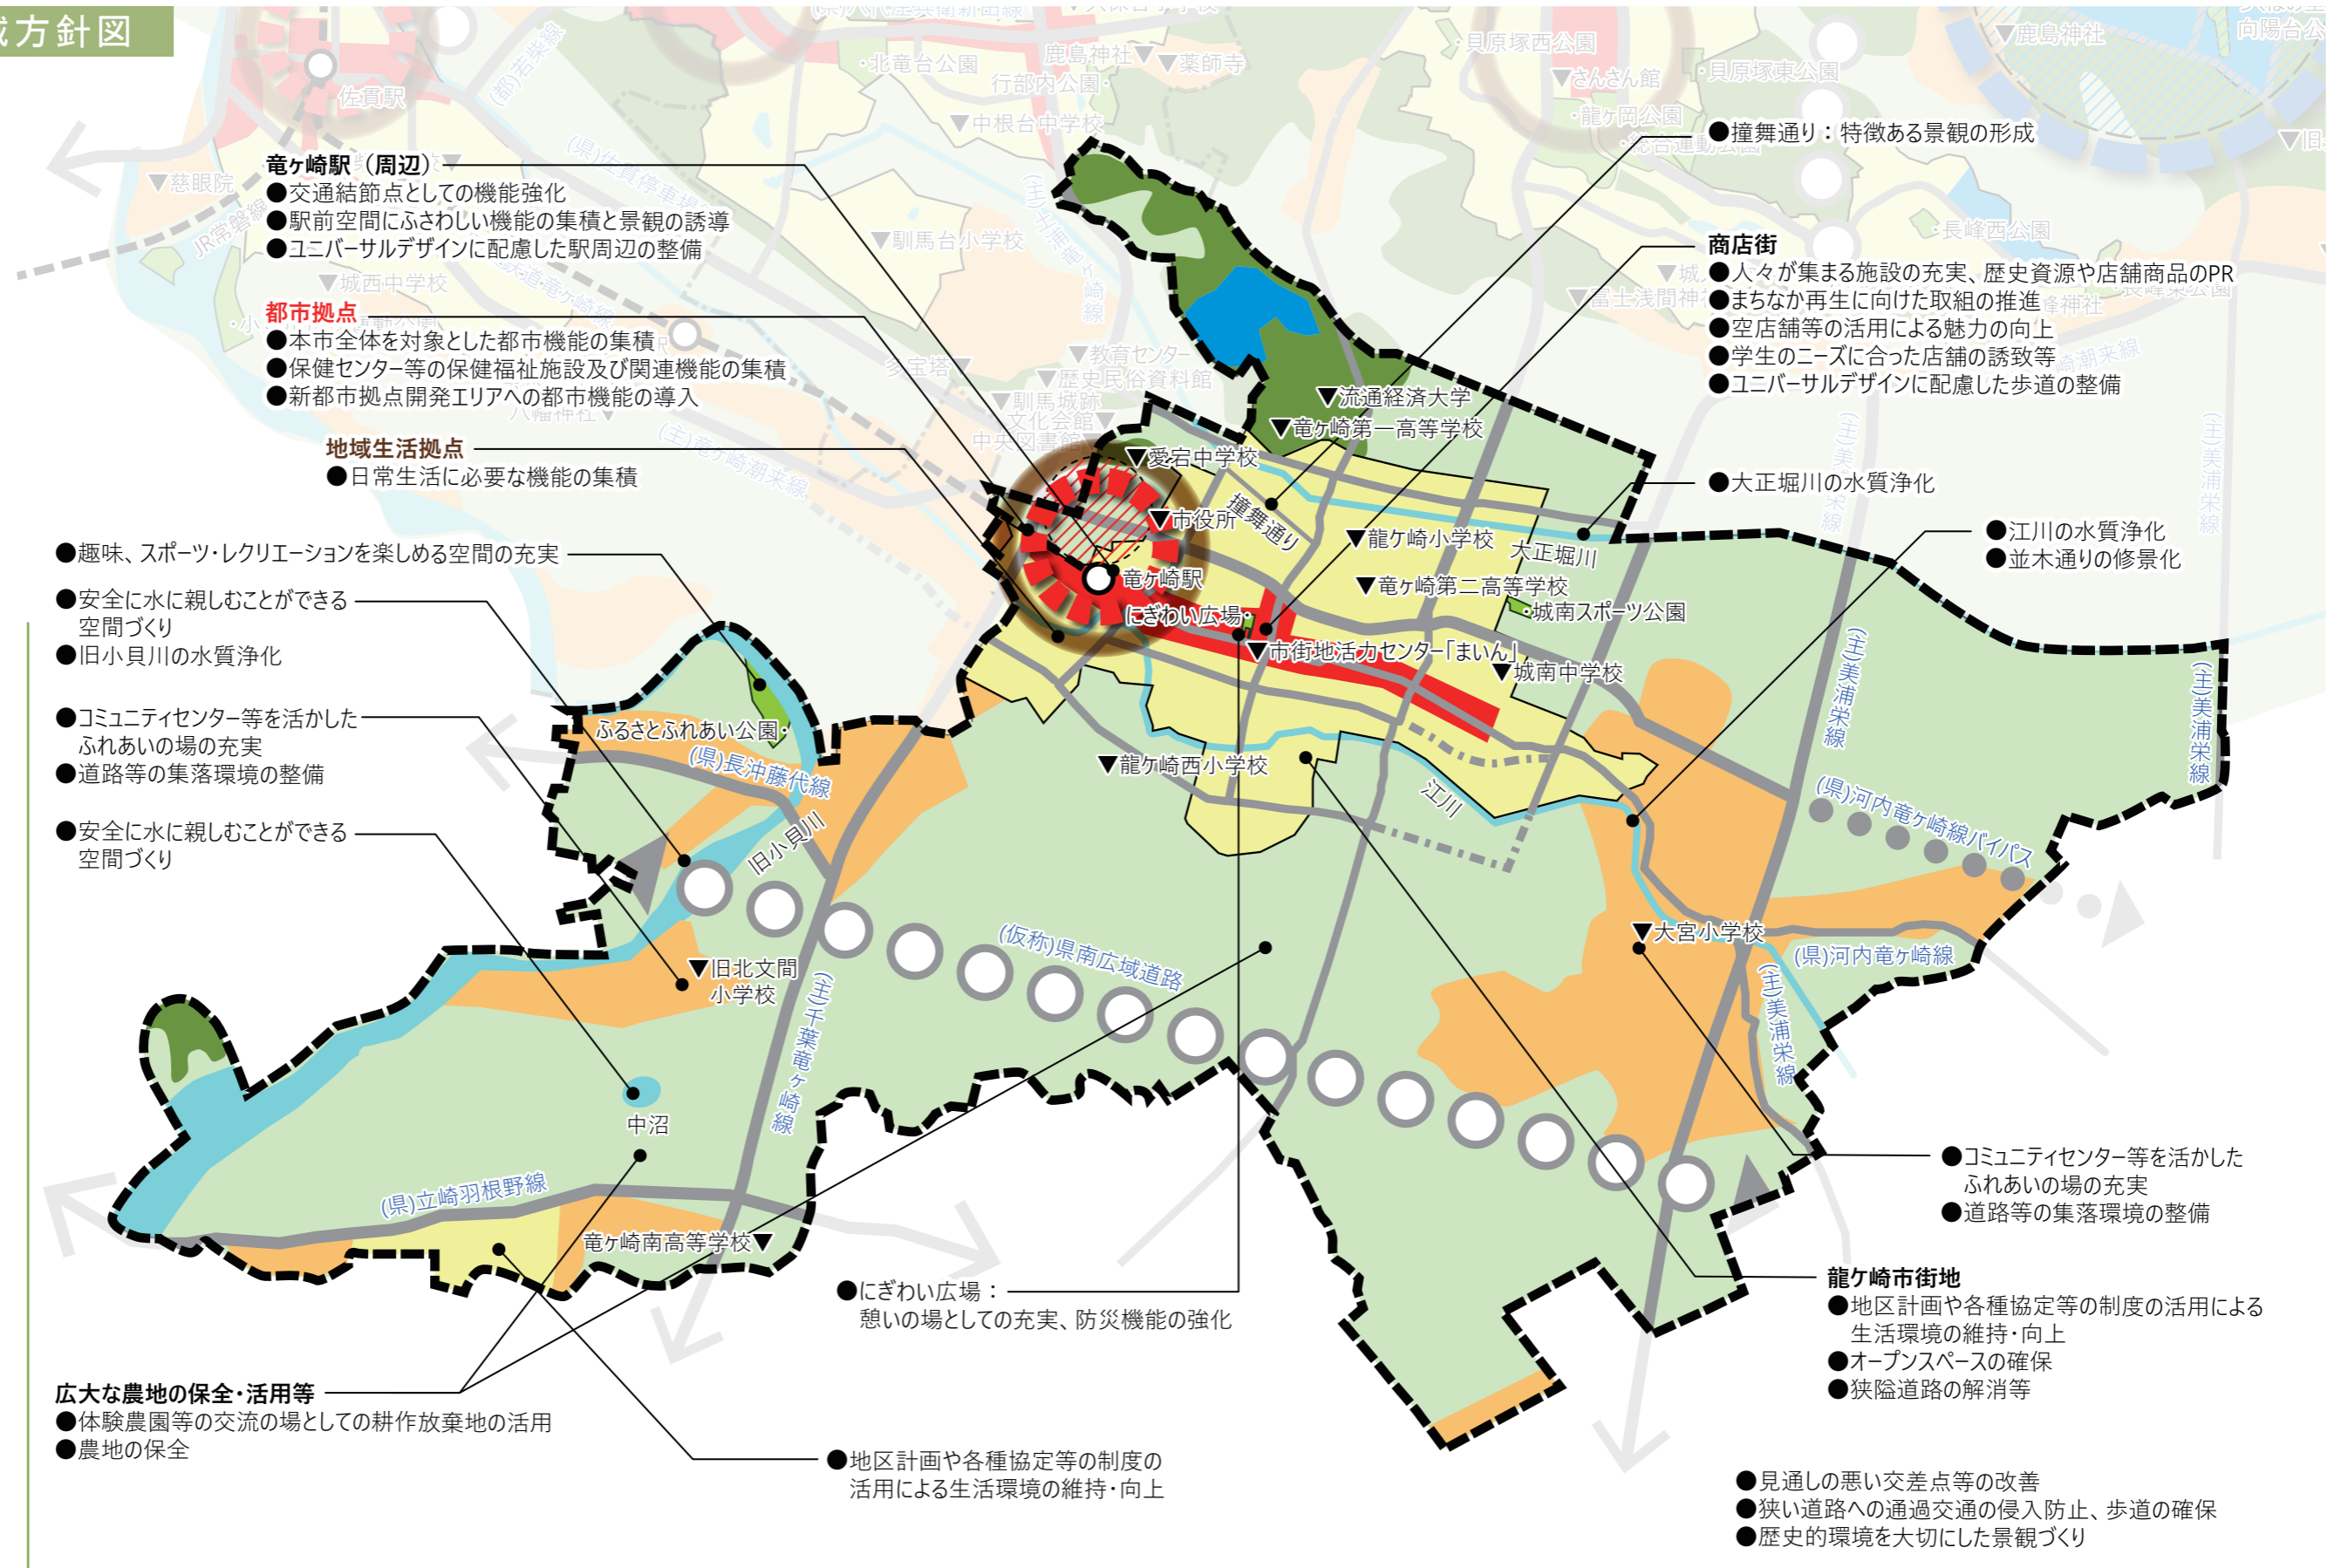 域方針図
佐貫駅
(都)若柴線
・北竜台公園
鹿島神社▼
▼薬師寺
行部内公園・
▼中根台中学校
・貝原塚西公園
▼さんさん館
・貝原塚東公園
・龍ヶ岡公園
・総合運動公園
▼鹿島神社
向陽台公
▼慈眼院
JR常磐線
▼城西中学校
▼馴馬台小学校
・長峰西公園
多宝塔▼
▼教育センター
▼歴史民俗資料館
▼馴馬城跡
文化会館▼
中央図書館▼
八幡神社▼
(主)竜ヶ崎潮来線
竜ヶ崎駅（周辺）
●交通結節点としての機能強化
●駅前空間にふさわしい機能の集積と景観の誘導
●ユニバーサルデザインに配慮した駅周辺の整備
都市拠点
●本市全体を対象とした都市機能の集積
●保健センター等の保健福祉施設及び関連機能の集積
●新都市拠点開発エリアへの都市機能の導入
地域生活拠点
●日常生活に必要な機能の集積
●撞舞通り：特徴ある景観の形成
商店街
●人々が集まる施設の充実、歴史資源や店舗商品のPR
●まちなか再生に向けた取組の推進
●空店舗等の活用による魅力の向上
●学生のニーズに合った店舗の誘致等
●ユニバーサルデザインに配慮した歩道の整備
●大正堀川の水質浄化
●江川の水質浄化
●並木通りの修景化
▼流通経済大学
▼竜ヶ崎第一高等学校
▼愛宕中学校
▼市役所
撞舞通り
▼龍ケ崎小学校
大正堀川
竜ヶ崎駅
▼竜ヶ崎第二高等学校
にぎわい広場・
・城南スポーツ公園
▼市街地活力センター「まいん」
▼城南中学校
●趣味、スポーツ・レクリエーションを楽しめる空間の充実
●安全に水に親しむことができる
空間づくり
●旧小貝川の水質浄化
●コミュニティセンター等を活かした
ふれあいの場の充実
●道路等の集落環境の整備
●安全に水に親しむことができる
空間づくり
ふるさとふれあい公園・
(県)長沖藤代線
旧小貝川
▼龍ケ崎西小学校
江川
(主)美浦栄線
(主)美浦栄線
(県)河内竜ヶ崎線バイパス
▼大宮小学校
(県)河内竜ヶ崎線
(主)美浦栄線
(仮称)県南広域道路
▼旧北文間
小学校
(主)千葉竜ヶ崎線
中沼
(県)立崎羽根野線
竜ヶ崎南高等学校▼
●コミュニティセンター等を活かした
ふれあいの場の充実
●道路等の集落環境の整備
●にぎわい広場：
憩いの場としての充実、防災機能の強化
龍ケ崎市街地
●地区計画や各種協定等の制度の活用による
生活環境の維持・向上
●オープンスペースの確保
●狭隘道路の解消等
広大な農地の保全・活用等
●体験農園等の交流の場としての耕作放棄地の活用
●農地の保全
●地区計画や各種協定等の制度の
活用による生活環境の維持・向上
●見通しの悪い交差点等の改善
●狭い道路への通過交通の侵入防止、歩道の確保
●歴史的環境を大切にした景観づくり